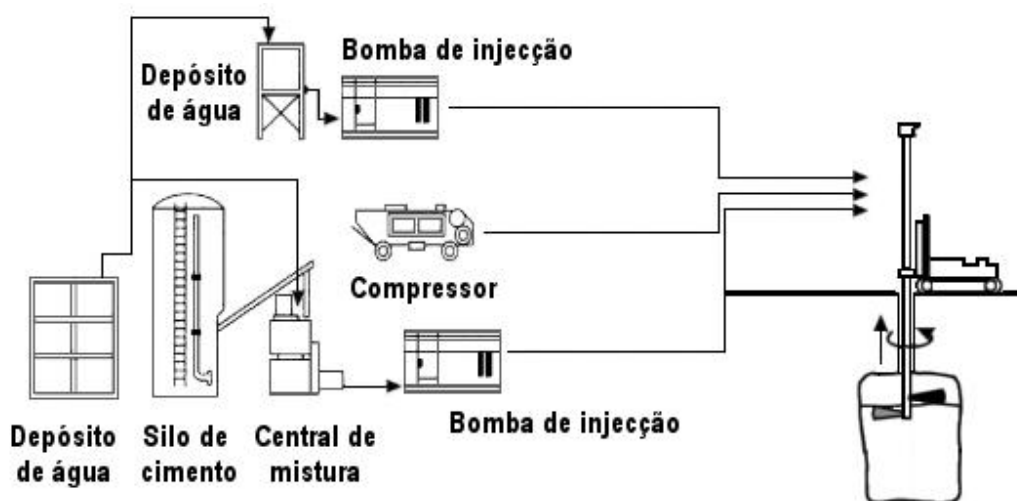 Bomba de injecção
Depósito
de água
Compressor
Bomba de injecção
Depósito
de água
Silo de
cimento
Central de
mistura